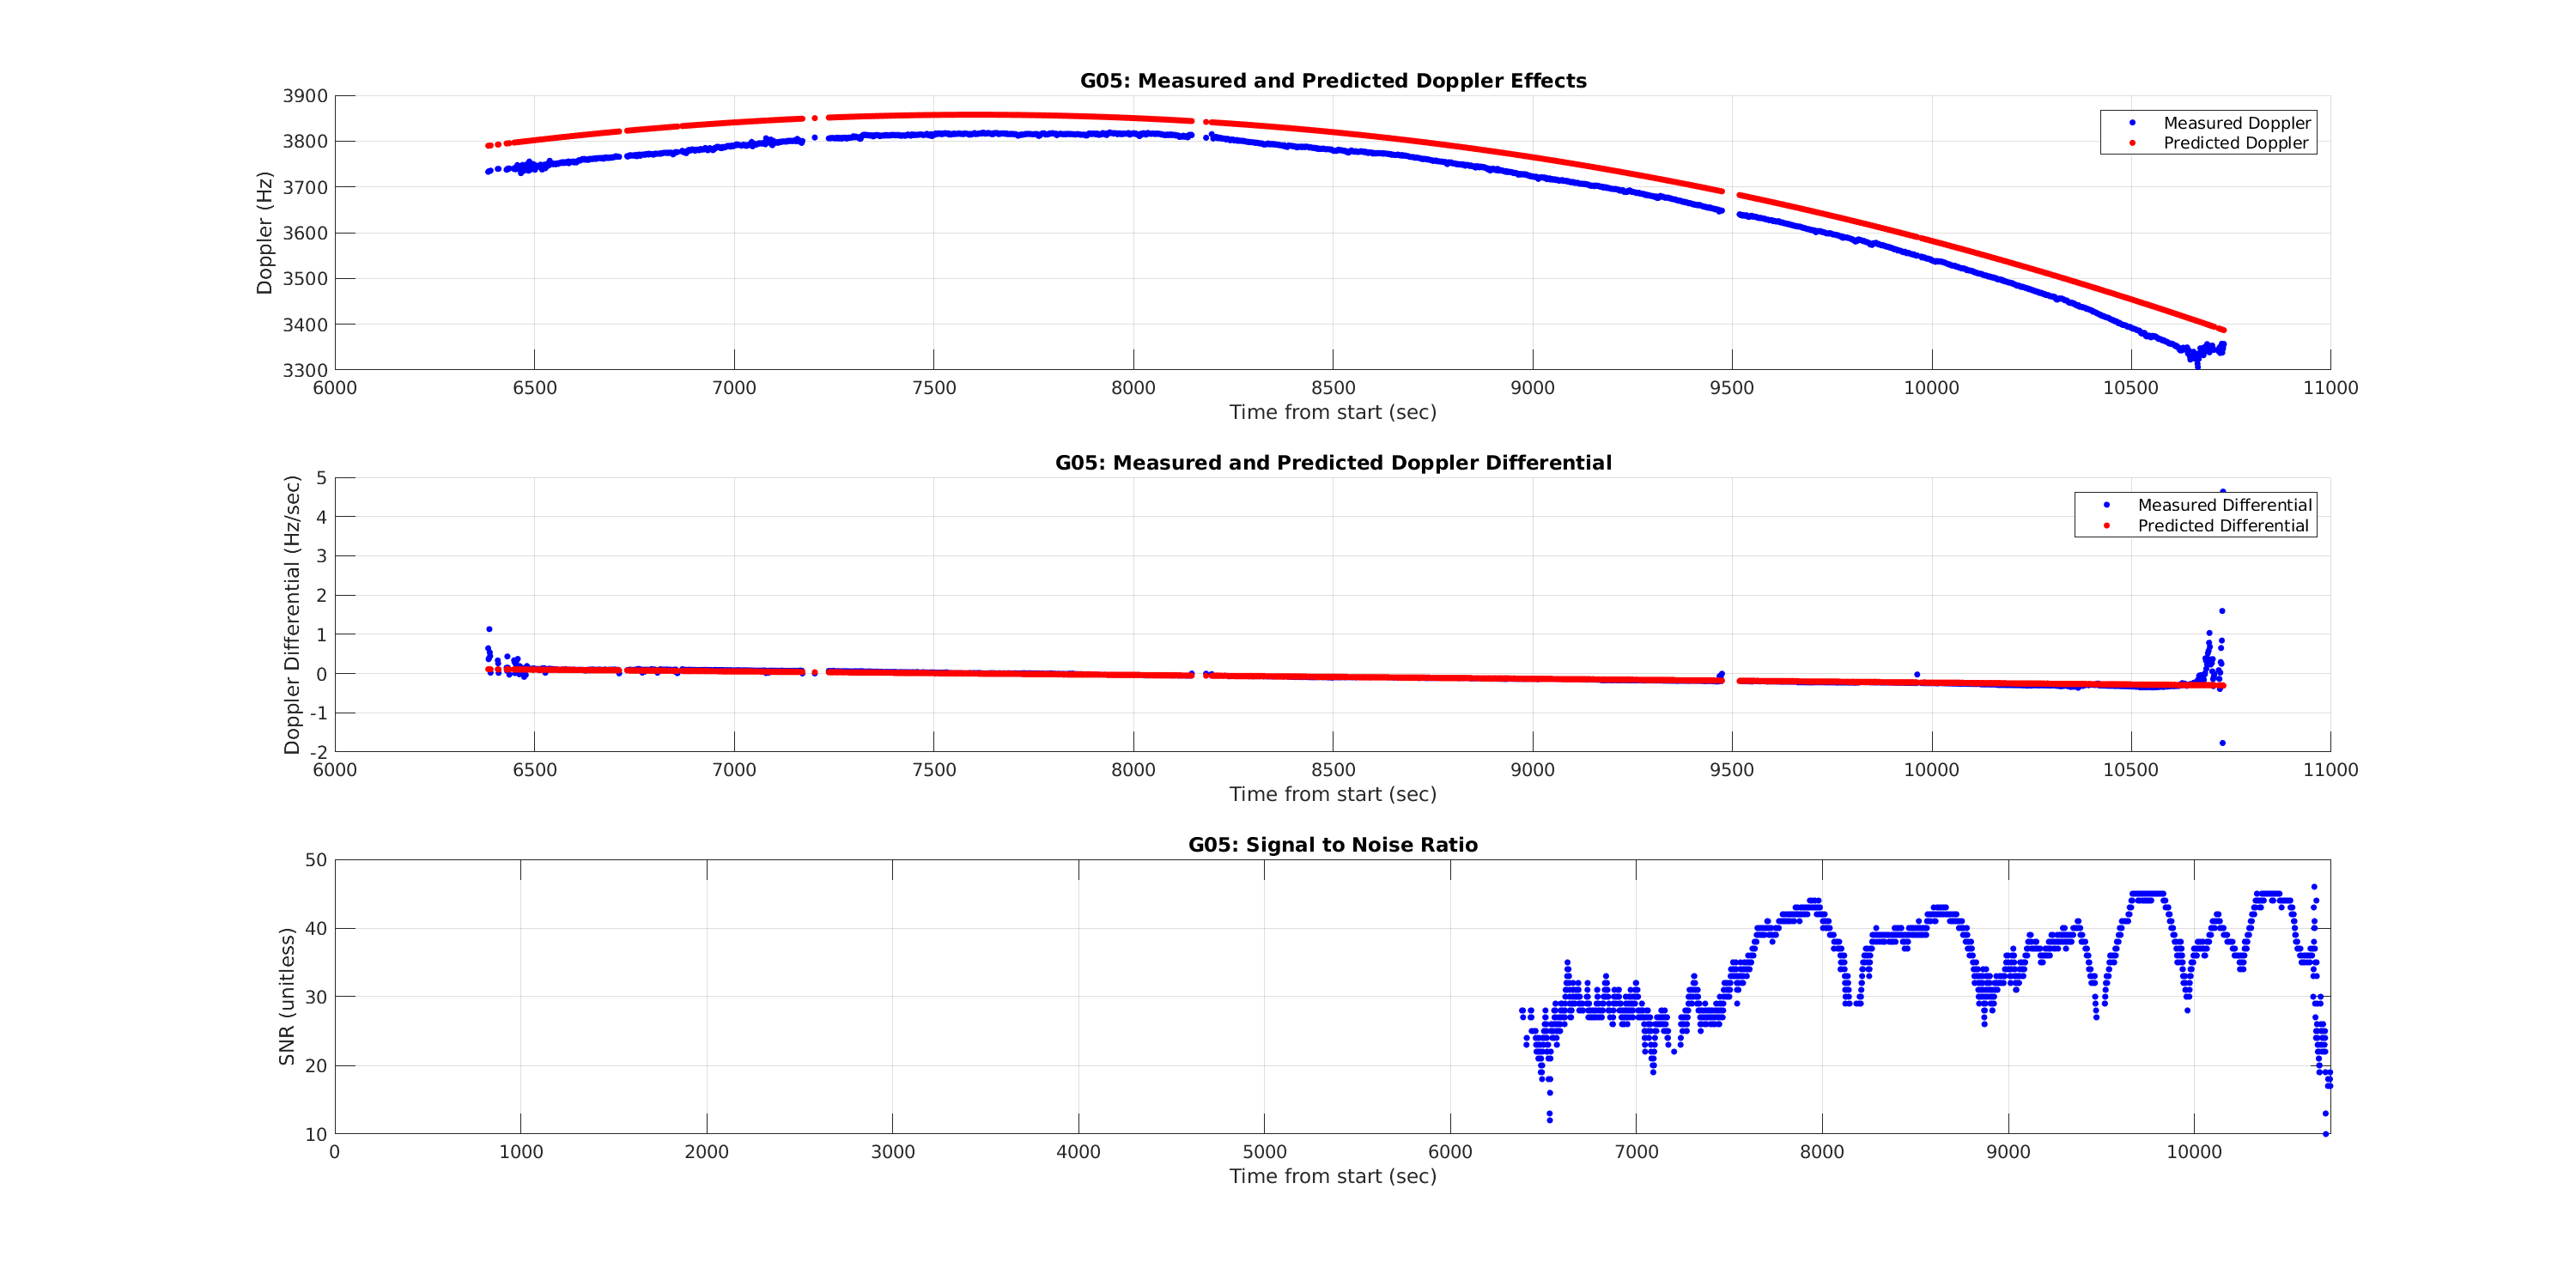 G05: Measured and Predicted Doppler Effects
3900
3800
3700
3600
3500
3400
3300
Doppler (Hz)
Measured Doppler
Predicted Doppler
6000 6500 7000 7500 8000 8500 9000 9500 10000 10500 11000
Time from start (sec)
G05: Measured and Predicted Doppler Differential
5
4
3
2
1
0
-1
-2
Doppler Differential (Hz/sec)
Measured Differential
Predicted Differential
6000 6500 7000 7500 8000 8500 9000 9500 10000 10500 11000
Time from start (sec)
G05: Signal to Noise Ratio
50
40
30
20
10
SNR (unitless)
0 1000 2000 3000 4000 5000 6000 7000 8000 9000 10000
Time from start (sec)